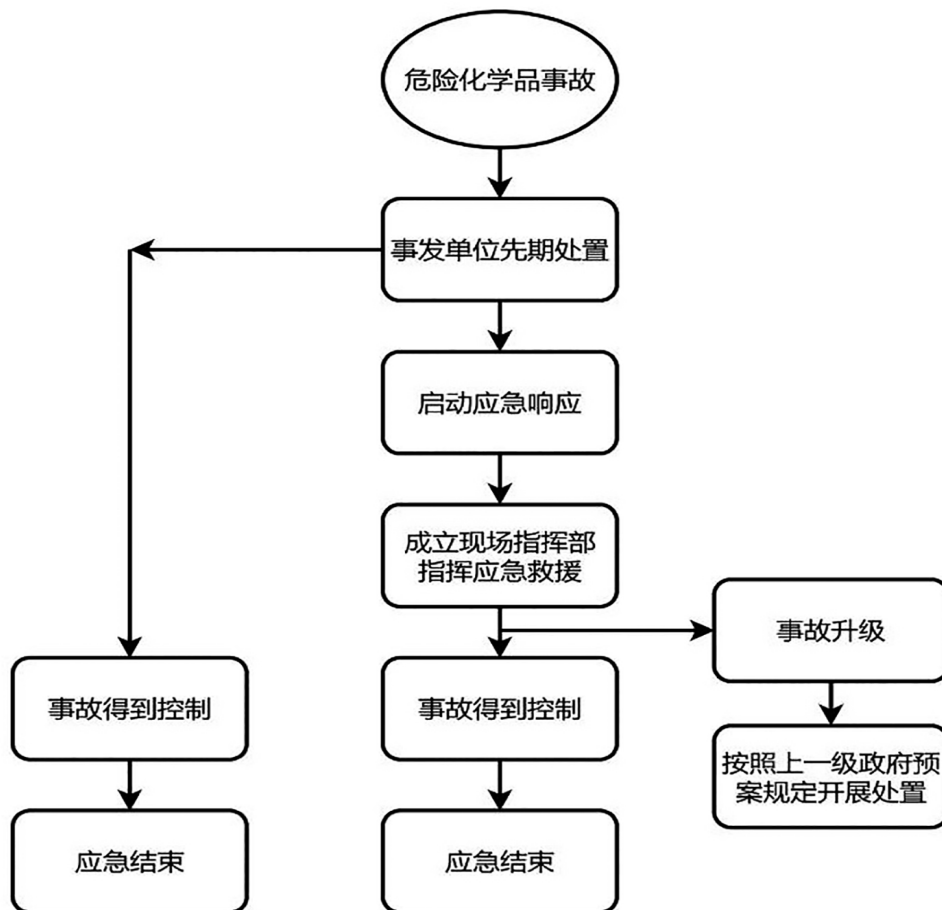 危险化学品事故
事发单位先期处置
启动应急响应
成立现场指挥部
指挥应急救援
事故升级
事故得到控制
事故得到控制
按照上一级政府预
案规定开展处置
应急结束
应急结束